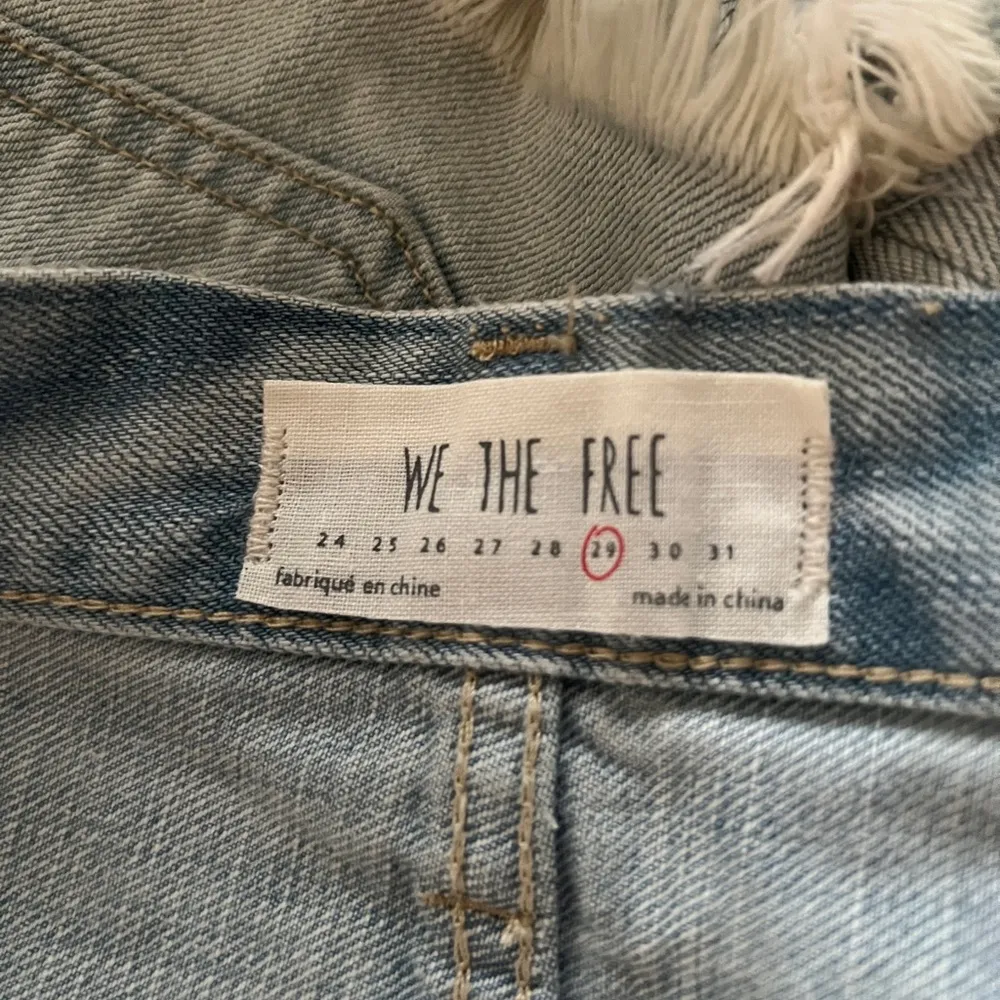 WE THE FREE
24 25 26 27 28 29 30 31
fabriqué en chine made in china